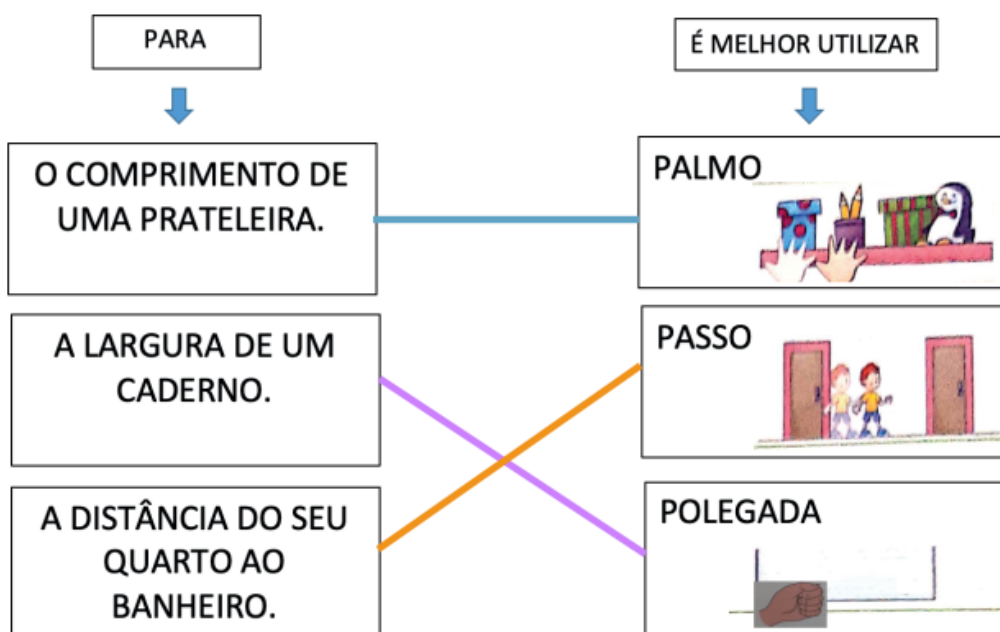 PARA
É MELHOR UTILIZAR
O COMPRIMENTO DE
UMA PRATELEIRA.
PALMO
A LARGURA DE UM
CADERNO.
PASSO
A DISTÂNCIA DO SEU
QUARTO AO
BANHEIRO.
POLEGADA